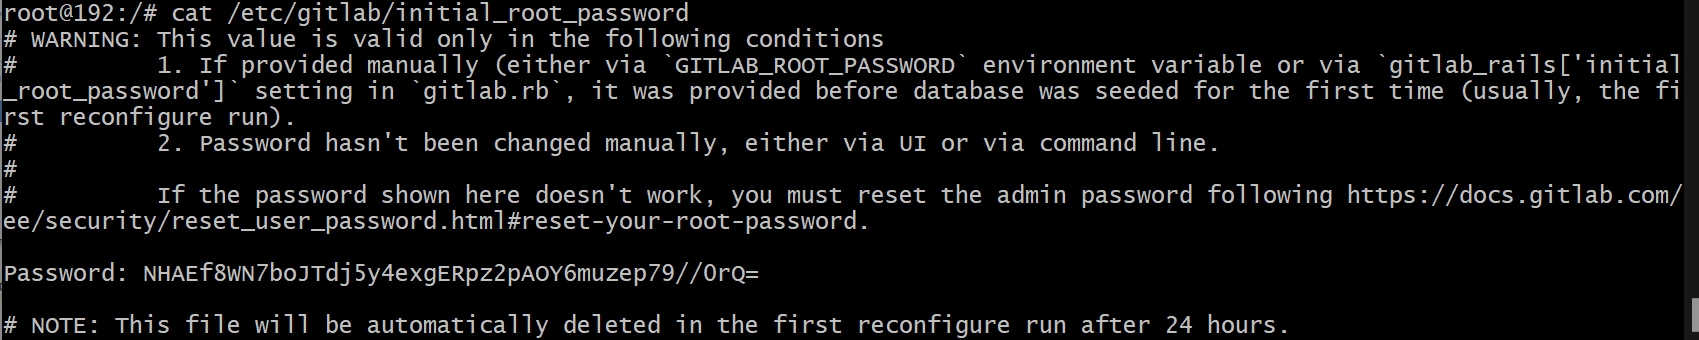 root@192:/# cat /etc/gitlab/initial_root_password
# WARNING: This value is valid only in the following conditions
#          1. If provided manually (either via `GITLAB_ROOT_PASSWORD` environment variable or via `gitlab_rails['initial
_root_password']` setting in `gitlab.rb`, it was provided before database was seeded for the first time (usually, the fi
rst reconfigure run).
#          2. Password hasn't been changed manually, either via UI or via command line.
#
#          If the password shown here doesn't work, you must reset the admin password following https://docs.gitlab.com/
ee/security/reset_user_password.html#reset-your-root-password.

Password: NHAEf8WN7boJTdj5y4exgERpz2pAOY6muzep79//0rQ=

# NOTE: This file will be automatically deleted in the first reconfigure run after 24 hours.